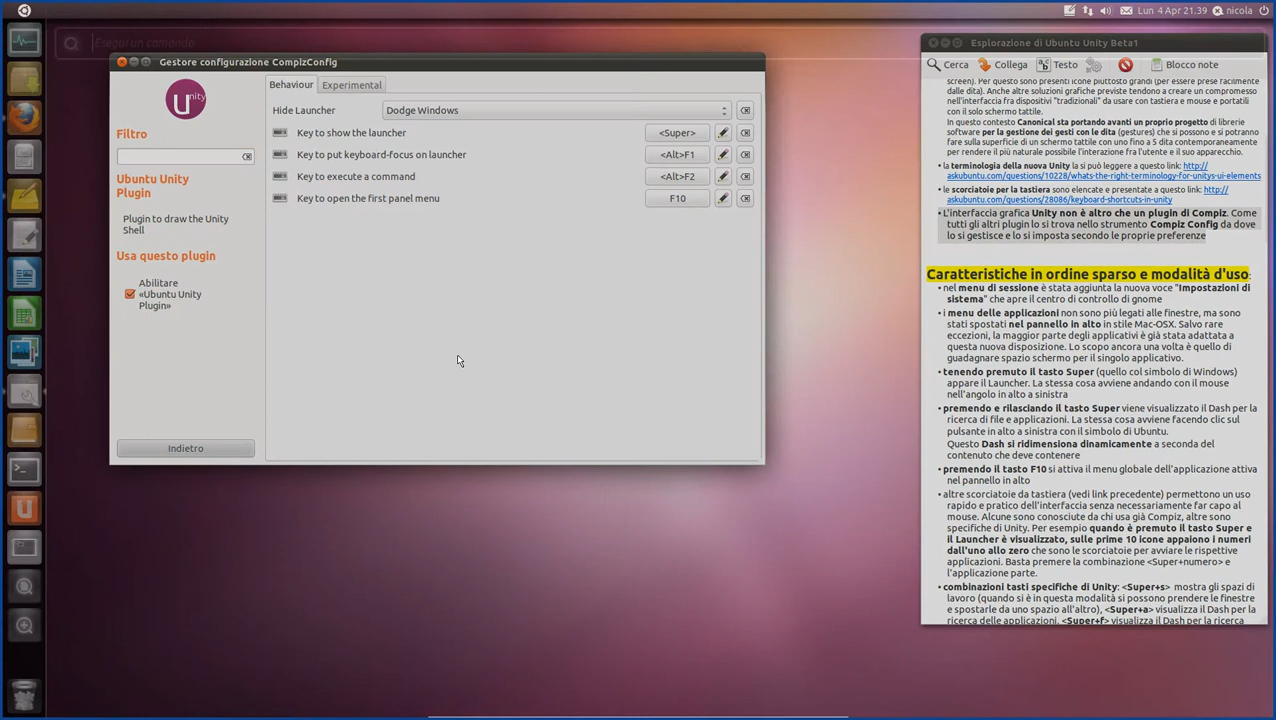 Lun 4 Apr 21.39
nicola
Esegui un comando
Gestore configurazione CompizConfig
unity
Filtro
Ubuntu Unity
Plugin
Plugin to draw the Unity
Shell
Usa questo plugin
Abilitare
«Ubuntu Unity
Plugin»
Indietro
Behaviour
Experimental
Hide Launcher
Dodge Windows
Key to show the launcher
<Super>
Key to put keyboard-focus on launcher
<Alt>F1
Key to execute a command
<Alt>F2
Key to open the first panel menu
F10
Esplorazione di Ubuntu Unity Beta1
Cerca
Collega
Testo
Blocco note
screen). Per questo sono presenti icone piuttosto grandi (per essere prese facilmente
dalle dita). Anche altre soluzioni grafiche previste tendono a creare un compromesso
nell'interfaccia fra dispositivi "tradizionali" da usare con tastiera e mouse e portatili
con il solo schermo tattile.
In questo contesto Canonical sta portando avanti un proprio progetto di librerie
software per la gestione dei gesti con le dita (gestures) che si possono e si potranno
fare sulla superficie di un schermo tattile con uno fino a 5 dita contemporaneamente
per rendere il più naturale possibile l'interazione fra l'utente e il suo apparecchio.
• la terminologia della nuova Unity la si può leggere a questo link: http://
askubuntu.com/questions/10228/whats-the-right-terminology-for-unitys-ui-elements
• le scorciatoie per la tastiera sono elencate e presentate a questo link: http://
askubuntu.com/questions/28086/keyboard-shortcuts-in-unity
• L'interfaccia grafica Unity non è altro che un plugin di Compiz. Come
tutti gli altri plugin lo si trova nello strumento Compiz Config da dove
lo si gestisce e lo si imposta secondo le proprie preferenze
Caratteristiche in ordine sparso e modalità d'uso:
• nel menu di sessione è stata aggiunta la nuova voce "Impostazioni di
sistema" che apre il centro di controllo di gnome
• i menu delle applicazioni non sono più legati alle finestre, ma sono
stati spostati nel pannello in alto in stile Mac-OSX. Salvo rare
eccezioni, la maggior parte degli applicativi è già stata adattata a
questa nuova disposizione. Lo scopo ancora una volta è quello di
guadagnare spazio schermo per il singolo applicativo.
• tenendo premuto il tasto Super (quello col simbolo di Windows)
appare il Launcher. La stessa cosa avviene andando con il mouse
nell'angolo in alto a sinistra
• premendo e rilasciando il tasto Super viene visualizzato il Dash per la
ricerca di file e applicazioni. La stessa cosa avviene facendo clic sul
pulsante in alto a sinistra con il simbolo di Ubuntu.
Questo Dash si ridimensiona dinamicamente a seconda del
contenuto che deve contenere
• premendo il tasto F10 si attiva il menu globale dell'applicazione attiva
nel pannello in alto
• altre scorciatoie da tastiera (vedi link precedente) permettono un uso
rapido e pratico dell'interfaccia senza necessariamente far capo al
mouse. Alcune sono conosciute da chi usa già Compiz, altre sono
specifiche di Unity. Per esempio quando è premuto il tasto Super e
il Launcher è visualizzato, sulle prime 10 icone appaiono i numeri
dall'uno allo zero che sono le scorciatoie per avviare le rispettive
applicazioni. Basta premere la combinazione <Super+numero> e
l'applicazione parte.
• combinazioni tasti specifiche di Unity: <Super+s> mostra gli spazi di
lavoro (quando si è in questa modalità si possono prendere le finestre
e spostarle da uno spazio all'altro), <Super+a> visualizza il Dash per la
ricerca delle applicazioni, <Super+f> visualizza il Dash per la